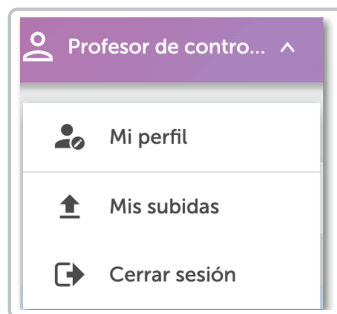 Profesor de contro...
Mi perfil
Mis subidas
Cerrar sesión